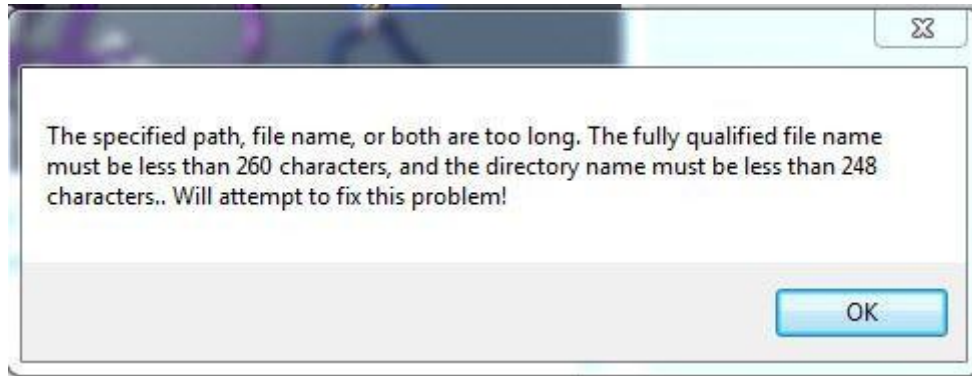 The specified path, file name, or both are too long. The fully qualified file name
must be less than 260 characters, and the directory name must be less than 248
characters.. Will attempt to fix this problem!
OK